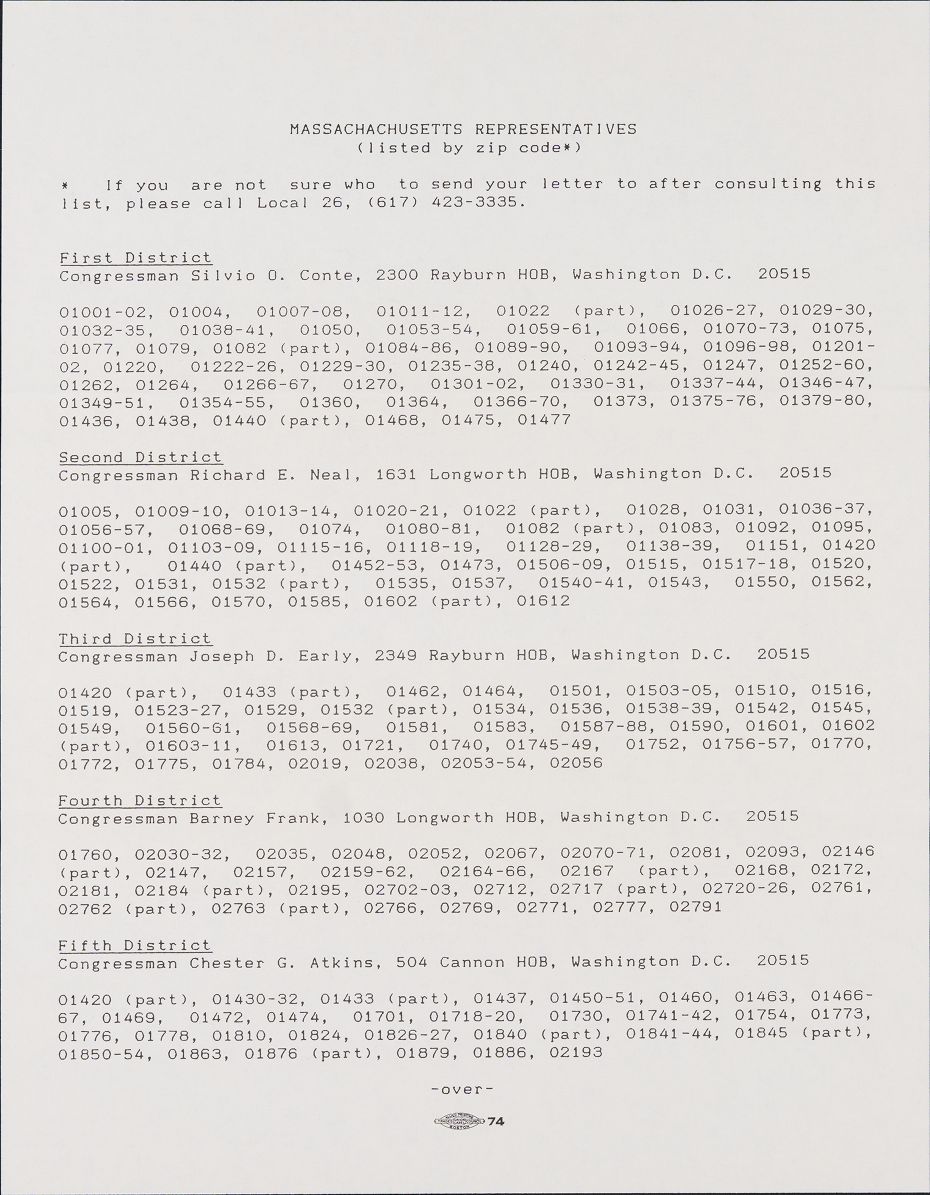 MASSACHACHUSETTS REPRESENTATIVES
(listed by zip code*)
* If you are not sure who to send your letter to after consulting this
list, please call Local 26, (617) 423-3335.
First District
Congressman Silvio O. Conte, 2300 Rayburn HOB, Washington D.C. 20515
01001-02, 01004, 01007-08, 01011-12, 01022 (part), 01026-27, 01029-30,
01032-35, 01038-41, 01050, 01053-54, 01059-61, 01066, 01070-73, 01075,
01077, 01079, 01082 (part), 01084-86, 01089-90, 01093-94, 01096-98, 01201-
02, 01220, 01222-26, 01229-30, 01235-38, 01240, 01242-45, 01247, 01252-60,
01262, 01264, 01266-67, 01270, 01301-02, 01330-31, 01337-44, 01346-47,
01349-51, 01354-55, 01360, 01364, 01366-70, 01373, 01375-76, 01379-80,
01436, 01438, 01440 (part), 01468, 01475, 01477
Second District
Congressman Richard E. Neal, 1631 Longworth HOB, Washington D.C. 20515
01005, 01009-10, 01013-14, 01020-21, 01022 (part), 01028, 01031, 01036-37,
01056-57, 01068-69, 01074, 01080-81, 01082 (part), 01083, 01092, 01095,
01100-01, 01103-09, 01115-16, 01118-19, 01128-29, 01138-39, 01151, 01420
(part), 01440 (part), 01452-53, 01473, 01506-09, 01515, 01517-18, 01520,
01522, 01531, 01532 (part), 01535, 01537, 01540-41, 01543, 01550, 01562,
01564, 01566, 01570, 01585, 01602 (part), 01612
Third District
Congressman Joseph D. Early, 2349 Rayburn HOB, Washington D.C. 20515
01420 (part), 01433 (part), 01462, 01464, 01501, 01503-05, 01510, 01516,
01519, 01523-27, 01529, 01532 (part), 01534, 01536, 01538-39, 01542, 01545,
01549, 01560-61, 01568-69, 01581, 01583, 01587-88, 01590, 01601, 01602
(part), 01603-11, 01613, 01721, 01740, 01745-49, 01752, 01756-57, 01770,
01772, 01775, 01784, 02019, 02038, 02053-54, 02056
Fourth District
Congressman Barney Frank, 1030 Longworth HOB, Washington D.C. 20515
01760, 02030-32, 02035, 02048, 02052, 02067, 02070-71, 02081, 02093, 02146
(part), 02147, 02157, 02159-62, 02164-66, 02167 (part), 02168, 02172,
02181, 02184 (part), 02195, 02702-03, 02712, 02717 (part), 02720-26, 02761,
02762 (part), 02763 (part), 02766, 02769, 02771, 02777, 02791
Fifth District
Congressman Chester G. Atkins, 504 Cannon HOB, Washington D.C. 20515
01420 (part), 01430-32, 01433 (part), 01437, 01450-51, 01460, 01463, 01466-
67, 01469, 01472, 01474, 01701, 01718-20, 01730, 01741-42, 01754, 01773,
01776, 01778, 01810, 01824, 01826-27, 01840 (part), 01841-44, 01845 (part),
01850-54, 01863, 01876 (part), 01879, 01886, 02193
-over-
74